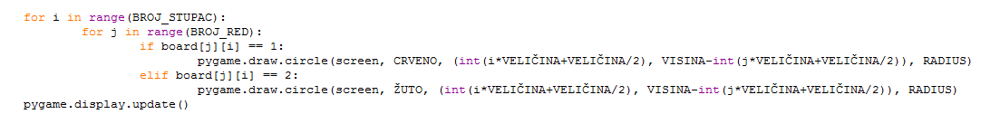 for i in range(BROJ_STUPAC):
        for j in range(BROJ_RED):
                if board[j][i] == 1:
                        pygame.draw.circle(screen, CRVENO, (int(i*VELIČINA+VELIČINA/2), VISINA-int(j*VELIČINA+VELIČINA/2)), RADIUS)
                elif board[j][i] == 2:
                        pygame.draw.circle(screen, ŽUTO, (int(i*VELIČINA+VELIČINA/2), VISINA-int(j*VELIČINA+VELIČINA/2)), RADIUS)
pygame.display.update()